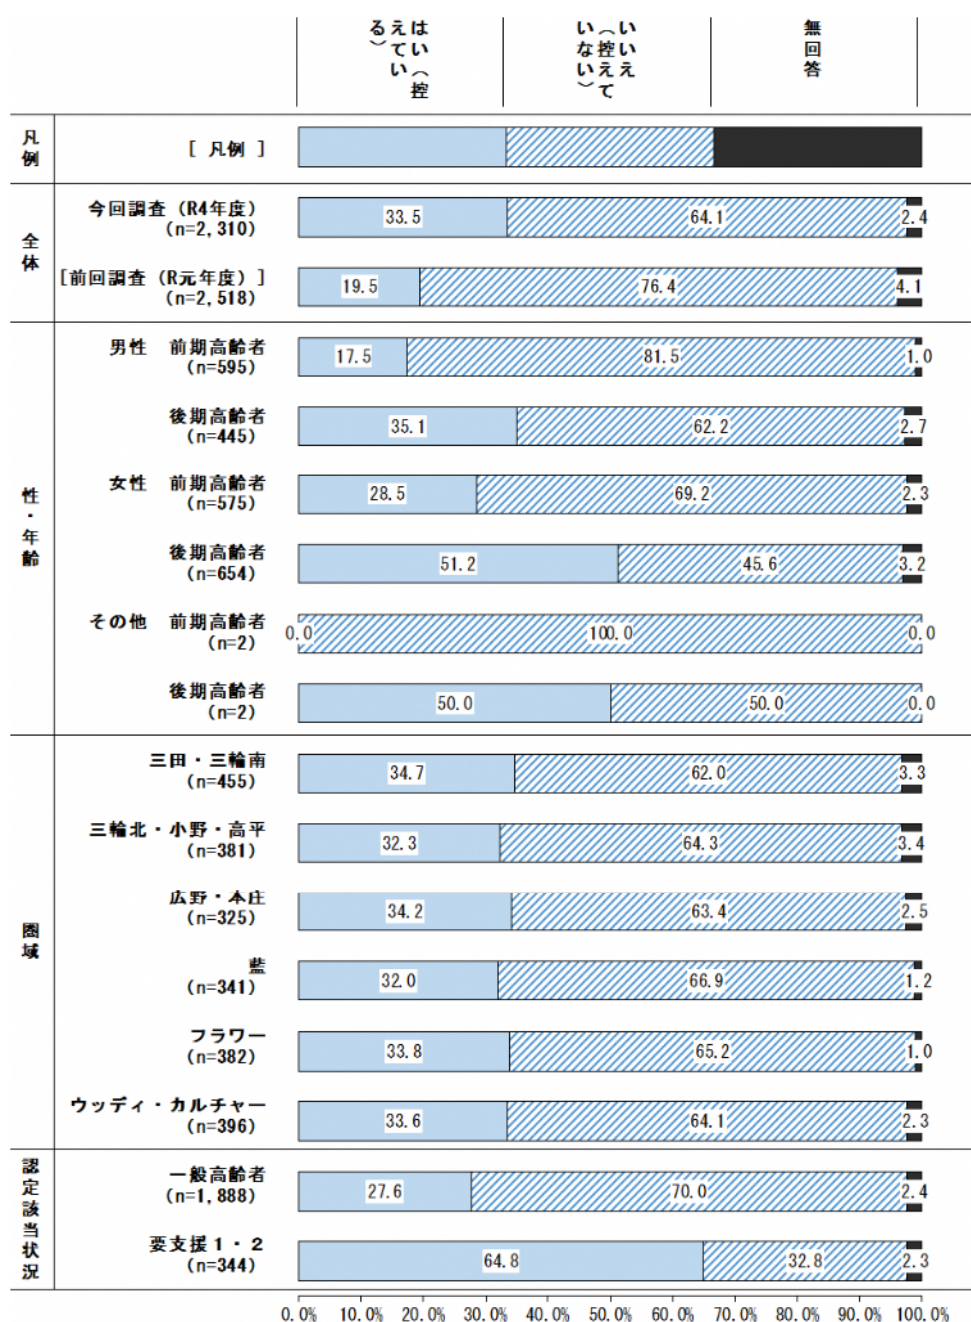 はい（控えている）
いいえ（控えていない）
無回答
凡例
[ 凡例 ]
全体
今回調査（R4年度）
(n=2,310)
33.5 64.1 2.4
[前回調査（R元年度）]
(n=2,518)
19.5 76.4 4.1
性・年齢
男性 前期高齢者
(n=595)
17.5 81.5 1.0
後期高齢者
(n=445)
35.1 62.2 2.7
女性 前期高齢者
(n=575)
28.5 69.2 2.3
後期高齢者
(n=654)
51.2 45.6 3.2
その他 前期高齢者
(n=2)
0.0 100.0 0.0
後期高齢者
(n=2)
50.0 50.0 0.0
圏域
三田・三輪南
(n=455)
34.7 62.0 3.3
三輪北・小野・高平
(n=381)
32.3 64.3 3.4
広野・本庄
(n=325)
34.2 63.4 2.5
藍
(n=341)
32.0 66.9 1.2
フラワー
(n=382)
33.8 65.2 1.0
ウッディ・カルチャー
(n=396)
33.6 64.1 2.3
認定該当状況
一般高齢者
(n=1,888)
27.6 70.0 2.4
要支援１・２
(n=344)
64.8 32.8 2.3
0.0% 10.0% 20.0% 30.0% 40.0% 50.0% 60.0% 70.0% 80.0% 90.0% 100.0%